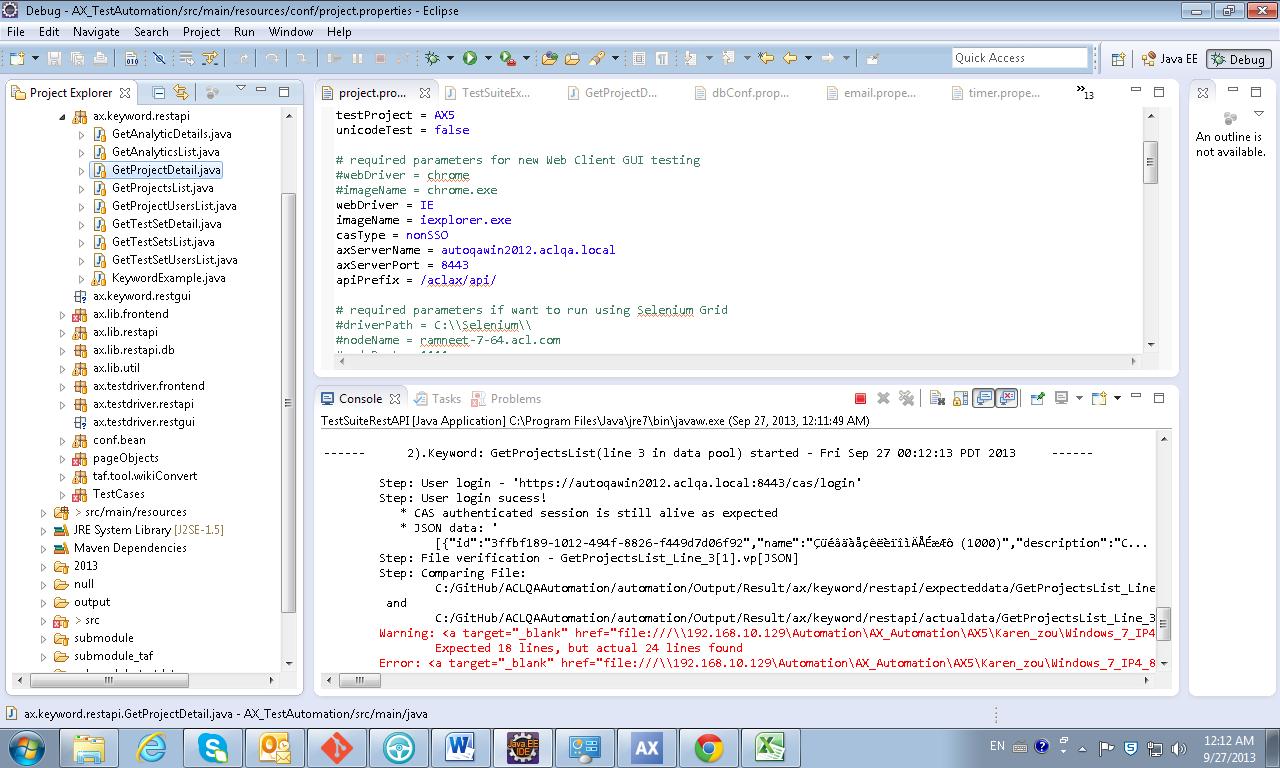 Debug - AX_TestAutomation/src/main/resources/conf/project.properties - Eclipse
File Edit Navigate Search Project Run Window Help
Quick Access
Java EE
Debug
Project Explorer
ax.keyword.restapi
GetAnalyticDetails.java
GetAnalyticsList.java
GetProjectDetail.java
GetProjectsList.java
GetProjectUsersList.java
GetTestSetDetail.java
GetTestSetsList.java
GetTestSetUsersList.java
KeywordExample.java
ax.keyword.restgui
ax.lib.frontend
ax.lib.restapi
ax.lib.restapi.db
ax.lib.util
ax.testdriver.frontend
ax.testdriver.restapi
ax.testdriver.restgui
conf.bean
pageObjects
taf.tool.wikiConvert
TestCases
> src/main/resources
JRE System Library [J2SE-1.5]
Maven Dependencies
2013
null
output
> src
submodule
submodule_taf
project.pro... TestSuiteEx... GetProjectD... dbConf.prop... email.prope... timer.prope... »13
testProject = AX5
unicodeTest = false
# required parameters for new Web Client GUI testing
#webDriver = chrome
#imageName = chrome.exe
webDriver = IE
imageName = iexplorer.exe
casType = nonSSO
axServerName = autoqawin2012.aclqa.local
axServerPort = 8443
apiPrefix = /aclax/api/
# required parameters if want to run using Selenium Grid
#driverPath = C:\\Selenium\\
#nodeName = ramneet-7-64.acl.com
An outline is
not available.
Console Tasks Problems
TestSuiteRestAPI [Java Application] C:\Program Files\Java\jre7\bin\javaw.exe (Sep 27, 2013, 12:11:49 AM)
------ 2).Keyword: GetProjectsList(line 3 in data pool) started - Fri Sep 27 00:12:13 PDT 2013 ------
Step: User login - 'https://autoqawin2012.aclqa.local:8443/cas/login'
Step: User login sucess!
* CAS authenticated session is still alive as expected
* JSON data: '
[{"id":"3ffbf189-1012-494f-8826-f449d7d06f92","name":"ÇüéâäàåçêëèïîìÄÅÉæÆò (1000)","description":"C...
Step: File verification - GetProjectsList_Line_3[1].vp[JSON]
Step: Comparing File:
C:/GitHub/ACLQAAutomation/automation/Output/Result/ax/keyword/restapi/expecteddata/GetProjectsList_Line
and
C:/GitHub/ACLQAAutomation/automation/Output/Result/ax/keyword/restapi/actualdata/GetProjectsList_Line_3
Warning: <a target="_blank" href="file:///\\192.168.10.129\Automation\AX_Automation\AX5\Karen_zou\Windows_7_IP4
Expected 18 lines, but actual 24 lines found
Error: <a target="_blank" href="file:///\\192.168.10.129\Automation\AX_Automation\AX5\Karen_zou\Windows_7_IP4_8
ax.keyword.restapi.GetProjectDetail.java - AX_TestAutomation/src/main/java
Java EE
IDE
AX
EN
12:12 AM
9/27/2013